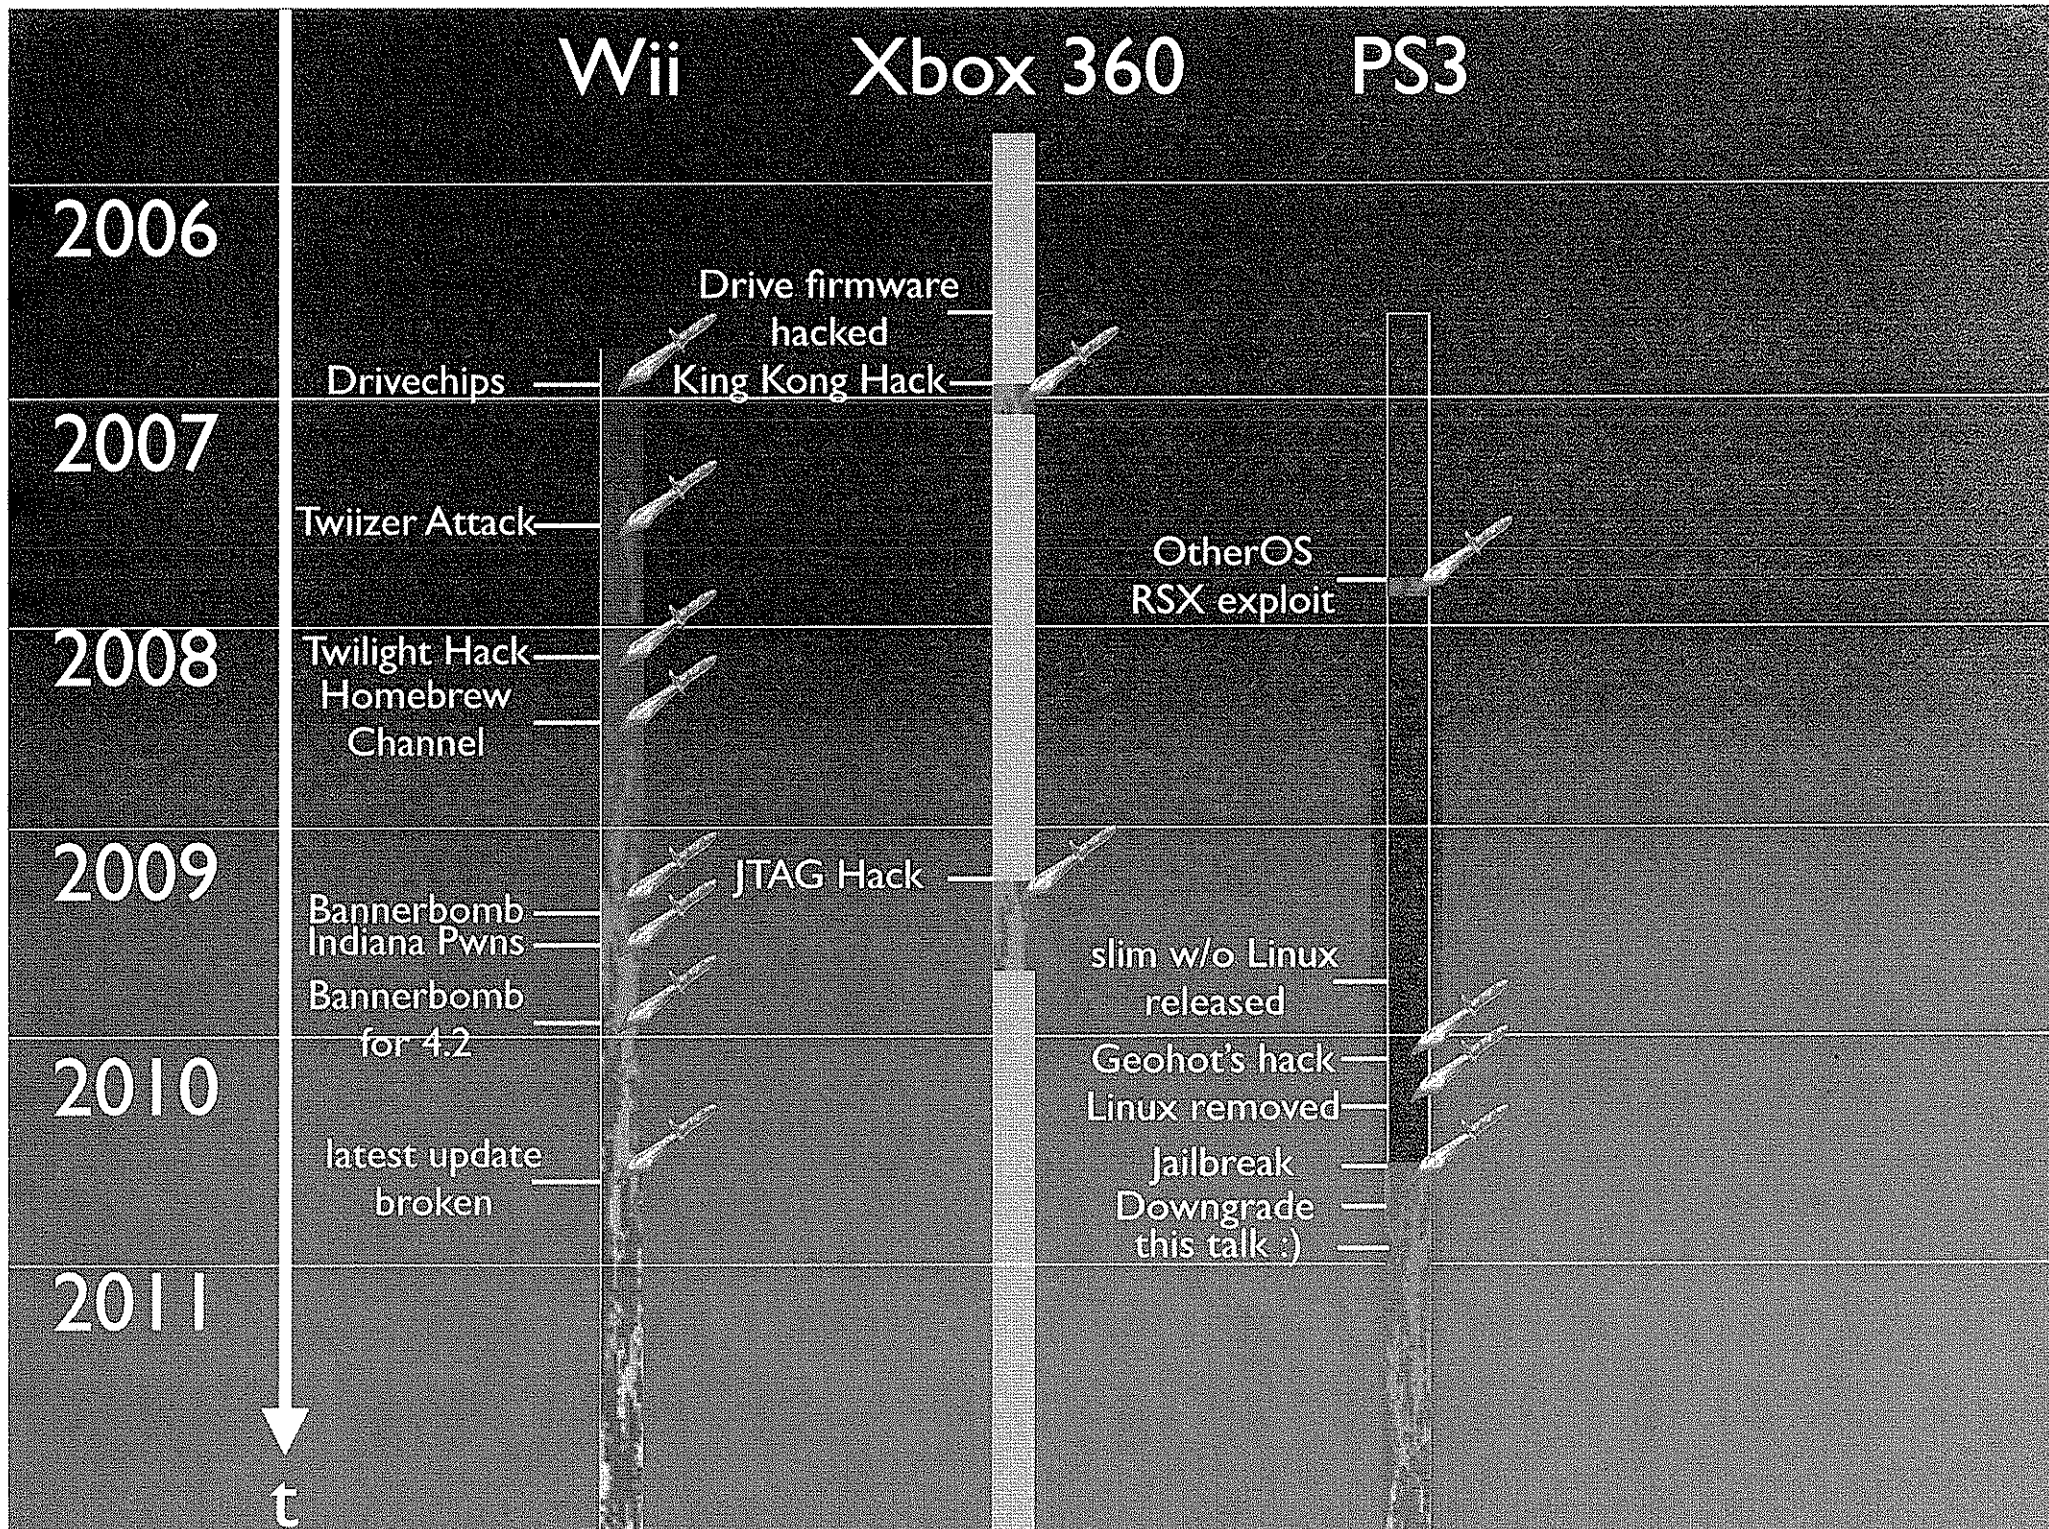 Wii
Xbox 360
PS3
2006
Drive firmware
hacked
Drivechips
King Kong Hack
2007
Twiizer Attack
OtherOS
RSX exploit
2008
Twilight Hack
Homebrew
Channel
2009
JTAG Hack
Bannerbomb
Indiana Pwns
slim w/o Linux
released
Bannerbomb
for 4.2
2010
Geohot's hack
Linux removed
latest update
broken
Jailbreak
Downgrade
this talk :)
2011
t